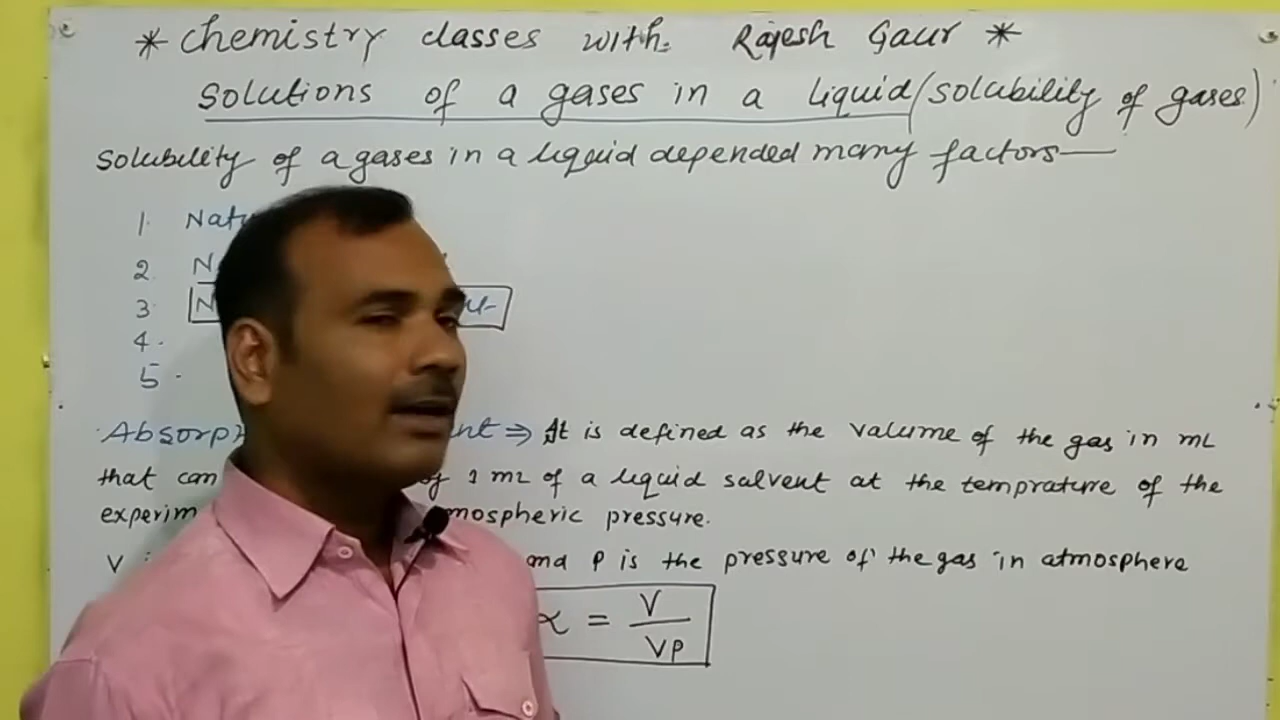 * Chemistry classes with Rajesh Gaur *
Solutions of a gases in a liquid/(solubility of gases)
Solubility of a gases in a liquid depended many factors—
1. Natu
2. N
3. N
4.
5.
Absorp ⇒ It is defined as the valume of the gas in mL
that can of 1 mL of a liquid salvent at the temprature of the
experim mospheric pressure.
V and P is the pressure of the gas in atmosphere
∝ = V / VP